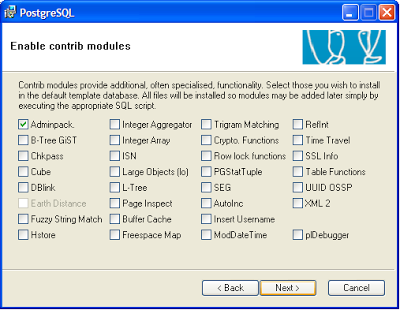 PostgreSQL
Enable contrib modules
Contrib modules provide additional, often specialised, functionality. Select those you wish to install
in the default template database. All files will be installed so modules may be added later simply by
executing the appropriate SQL script.
Adminpack. Integer Aggregator Trigram Matching RefInt
B-Tree GiST Integer Array Crypto. Functions Time Travel
Chkpass ISN Row lock functions SSL Info
Cube Large Objects (lo) PGStatTuple Table Functions
DBlink L-Tree SEG UUID OSSP
Earth Distance Page Inspect AutoInc XML 2
Fuzzy String Match Buffer Cache Insert Username
Hstore Freespace Map ModDateTime plDebugger
< Back Next > Cancel